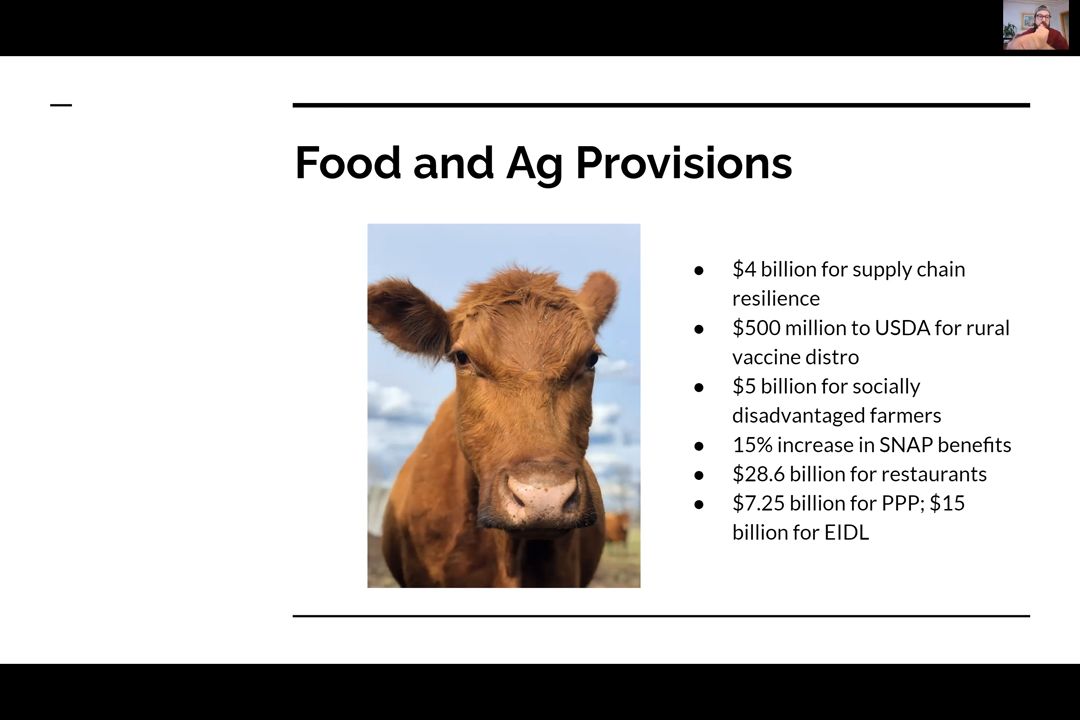 Food and Ag Provisions
● $4 billion for supply chain
resilience
● $500 million to USDA for rural
vaccine distro
● $5 billion for socially
disadvantaged farmers
● 15% increase in SNAP benefits
● $28.6 billion for restaurants
● $7.25 billion for PPP; $15
billion for EIDL